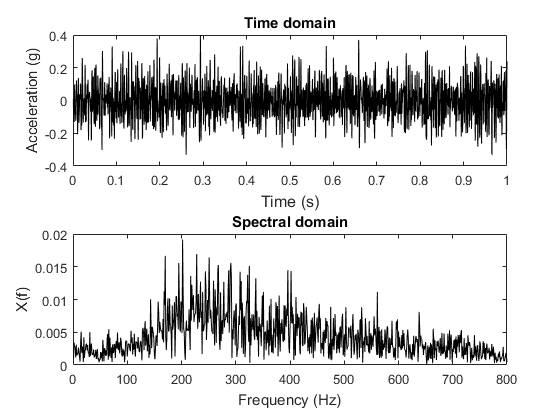 Time domain
0.4
0.2
0
-0.2
-0.4
Acceleration (g)
0 0.1 0.2 0.3 0.4 0.5 0.6 0.7 0.8 0.9 1
Time (s)
Spectral domain
0.02
0.015
0.01
0.005
0
X(f)
0 100 200 300 400 500 600 700 800
Frequency (Hz)